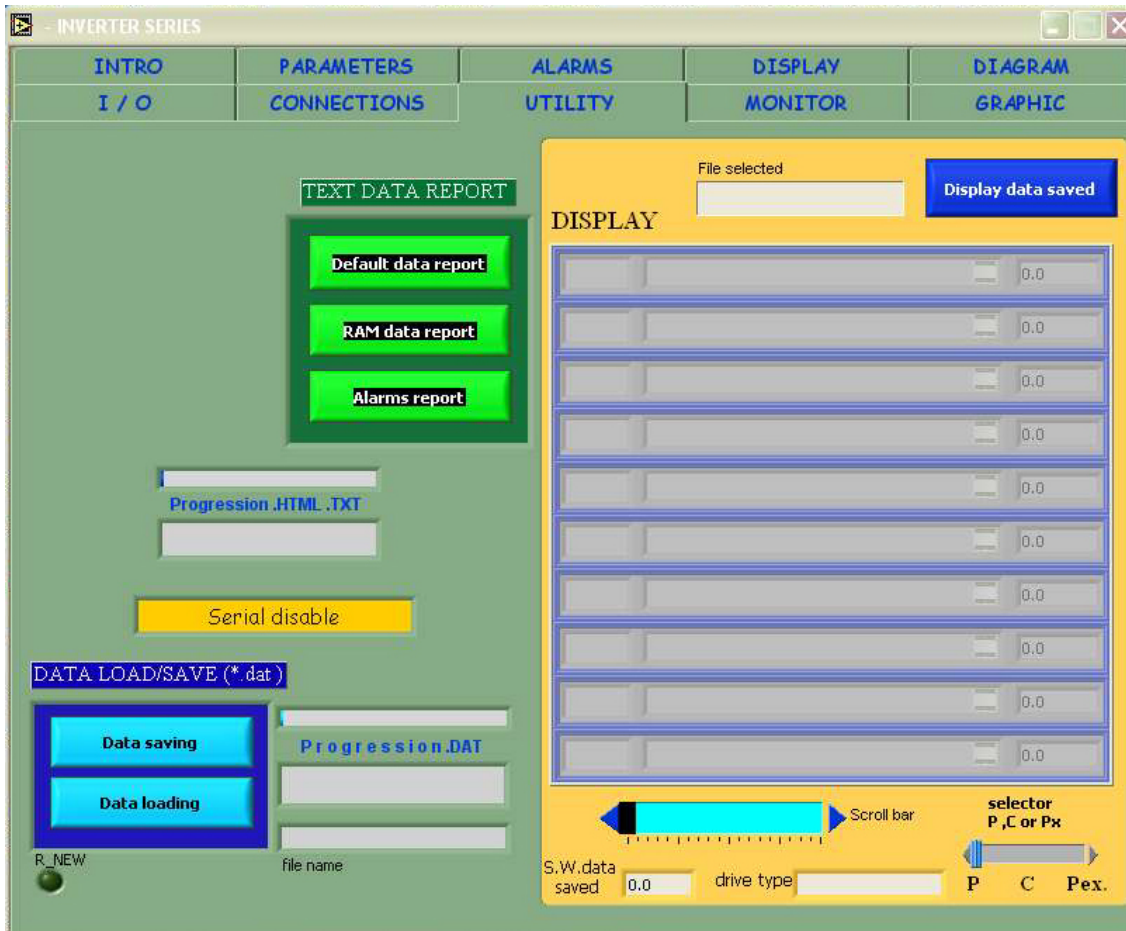 - INVERTER SERIES
INTRO PARAMETERS ALARMS DISPLAY DIAGRAM
I / O CONNECTIONS UTILITY MONITOR GRAPHIC
TEXT DATA REPORT
Default data report
RAM data report
Alarms report
Progression .HTML .TXT
Serial disable
DATA LOAD/SAVE (*.dat )
Data saving
Data loading
Progression.DAT
file name
R_NEW
File selected
Display data saved
DISPLAY
0.0
0.0
0.0
0.0
0.0
0.0
0.0
0.0
0.0
0.0
Scroll bar
selector
P ,C or Px
S.W.data
saved 0.0
drive type
P C Pex.